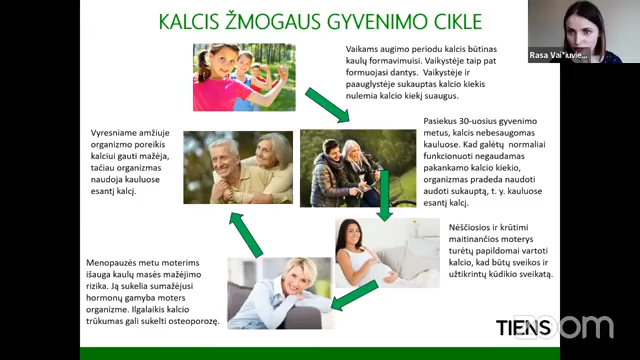 KALCIS ŽMOGAUS GYVENIMO CIKLE
Vaikams augimo periodu kalcis būtinas
kaulų formavimuisi. Vaikystėje taip pat
formuojasi dantys. Vaikystėje ir
paauglystėje sukauptas kalcio kiekis
nulemia kalcio kiekį suaugus.
Pasiekus 30-uosius gyvenimo
metus, kalcis nebesaugomas
kauluose. Kad galėtų normaliai
funkcionuoti negaudamas
pakankamo kalcio kiekio,
organizmas pradeda naudoti
audoti sukauptą, t. y. kauluose
esantį kalcį.
Nėščiosios ir krūtimi
maitinančios moterys
turėtų papildomai vartoti
kalcio, kad būtų sveikos ir
užtikrintų kūdikio sveikatą.
Menopauzės metu moterims
išauga kaulų masės mažėjimo
rizika. Ją sukelia sumažėjusi
hormonų gamyba moters
organizme. Ilgalaikis kalcio
trūkumas gali sukelti osteoporozę.
Vyresniame amžiuje
organizmo poreikis
kalciui gauti mažėja,
tačiau organizmas
naudoja kauluose
esantį kalcį.
TIENS
zoom
Rasa Vai*iuvie...